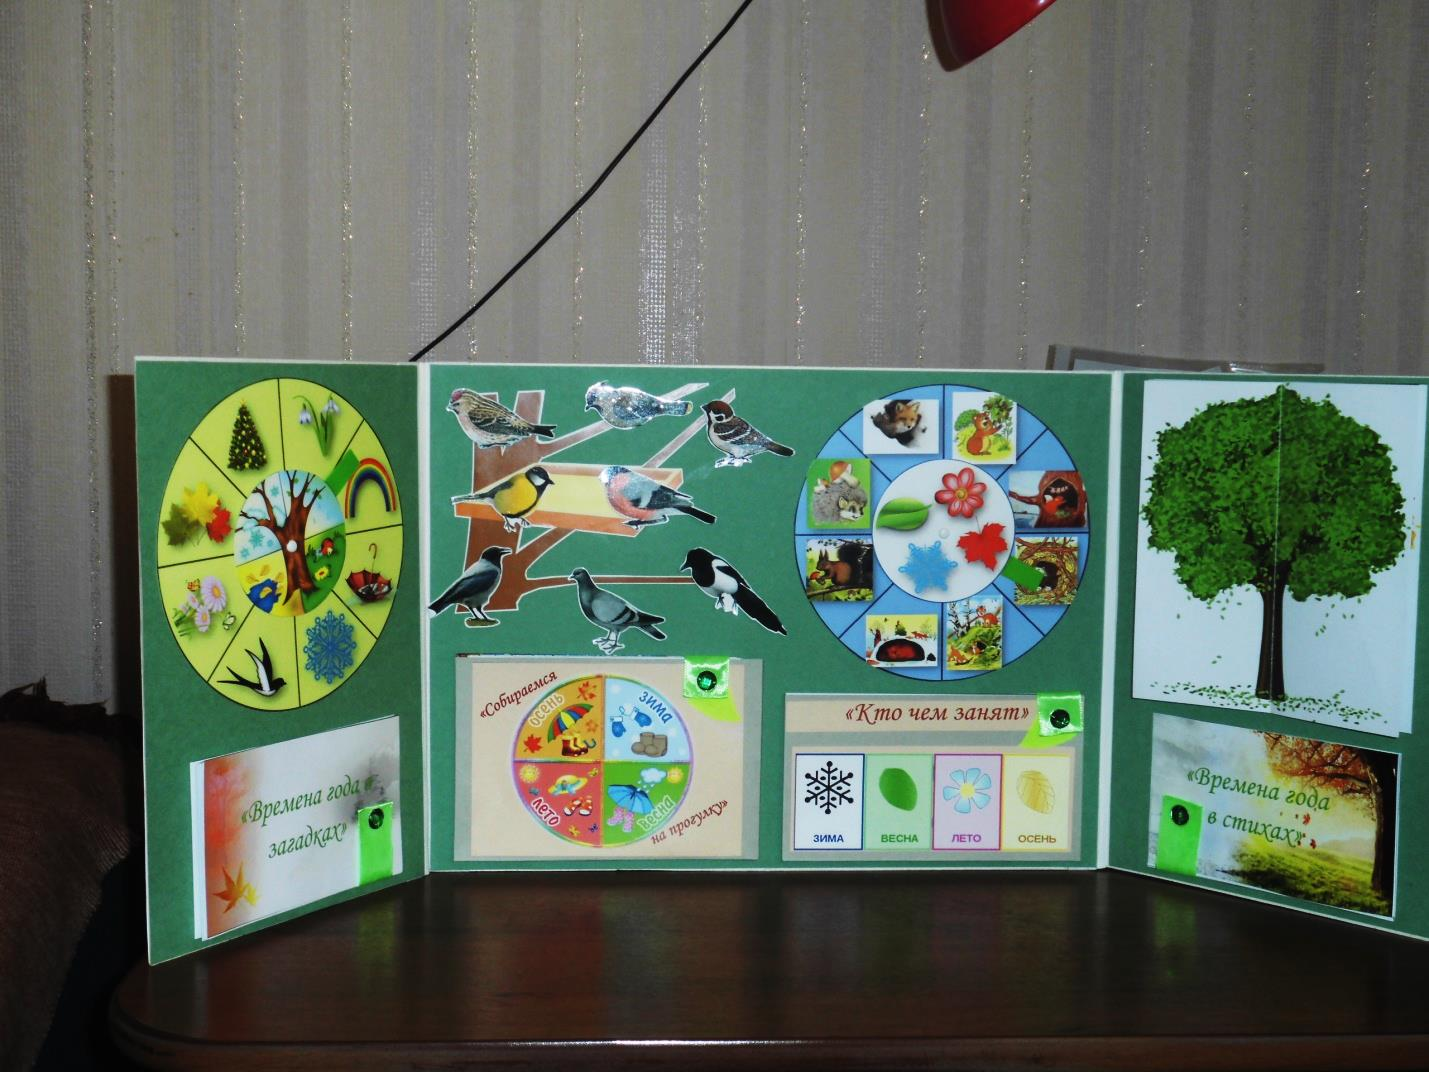 «Времена года в
загадках»
«Собираемся
осень
зима
лето
весна
на прогулку»
«Кто чем занят»
ЗИМА
ВЕСНА
ЛЕТО
ОСЕНЬ
«Времена года
в стихах»